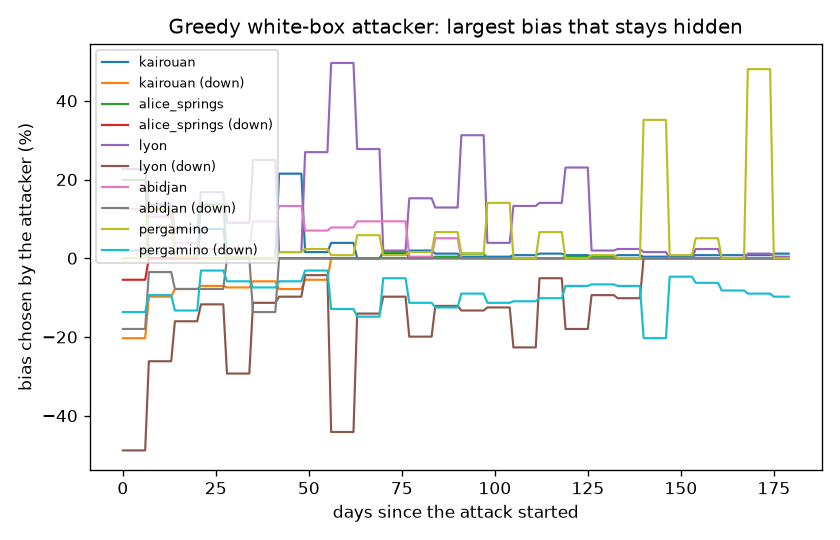 Greedy white-box attacker: largest bias that stays hidden
bias chosen by the attacker (%)
40
20
0
−20
−40
kairouan
kairouan (down)
alice_springs
alice_springs (down)
lyon
lyon (down)
abidjan
abidjan (down)
pergamino
pergamino (down)
0 25 50 75 100 125 150 175
days since the attack started